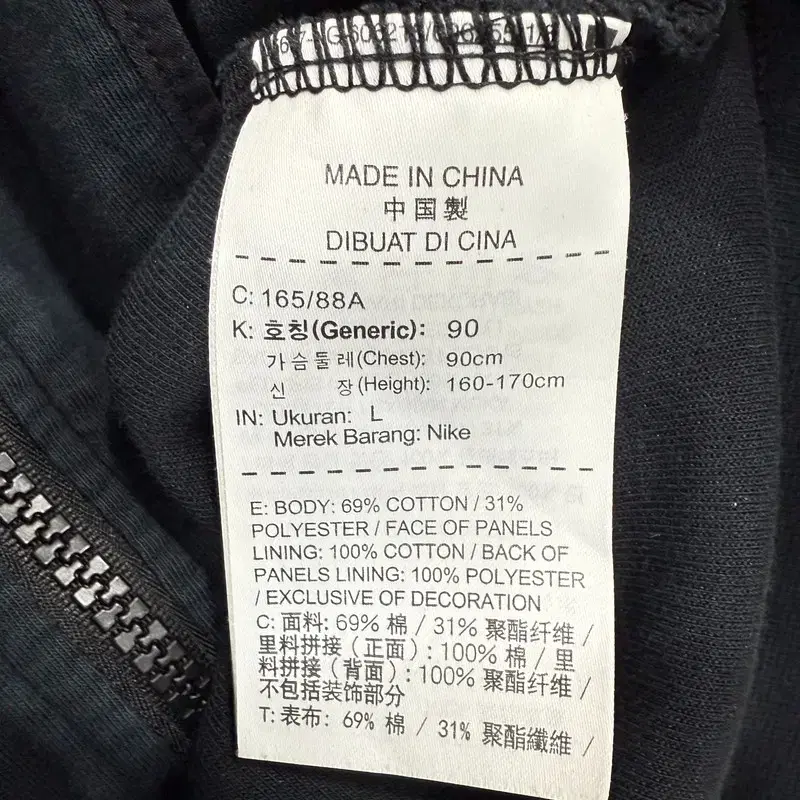 MADE IN CHINA
中国製
DIBUAT DI CINA
C: 165/88A
K: 호칭(Generic): 90
가슴둘레(Chest): 90cm
신 장(Height): 160-170cm
IN: Ukuran: L
Merek Barang: Nike
E: BODY: 69% COTTON / 31%
POLYESTER / FACE OF PANELS
LINING: 100% COTTON / BACK OF
PANELS LINING: 100% POLYESTER
/ EXCLUSIVE OF DECORATION
C: 面料: 69% 棉 / 31% 聚酯纤维 /
里料拼接（正面）: 100% 棉 / 里
料拼接（背面）: 100% 聚酯纤维 /
不包括装饰部分
T: 表布: 69% 棉 / 31% 聚酯纖維 /